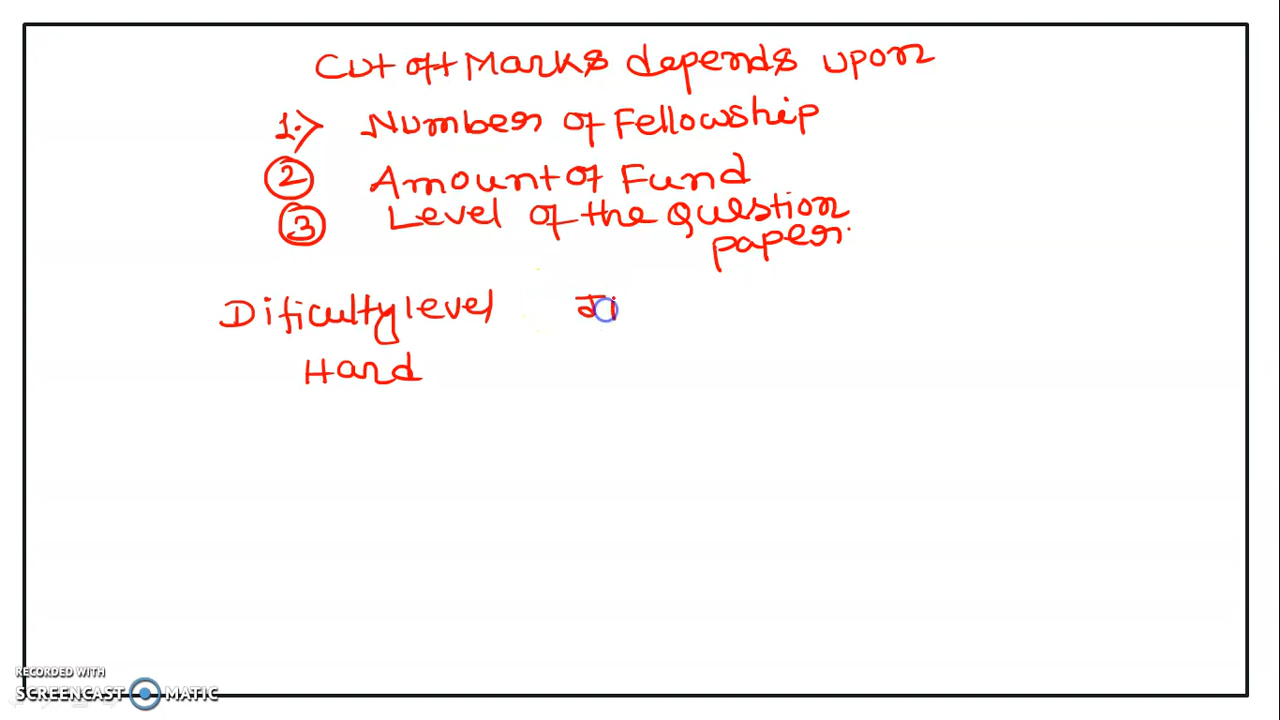 Cut off Marks depends upon
1.> Number of Fellowship
2 Amount of Fund
3 Level of the Question
paper.
Dificulty level
Hard
RECORDED WITH
SCREENCAST MATIC